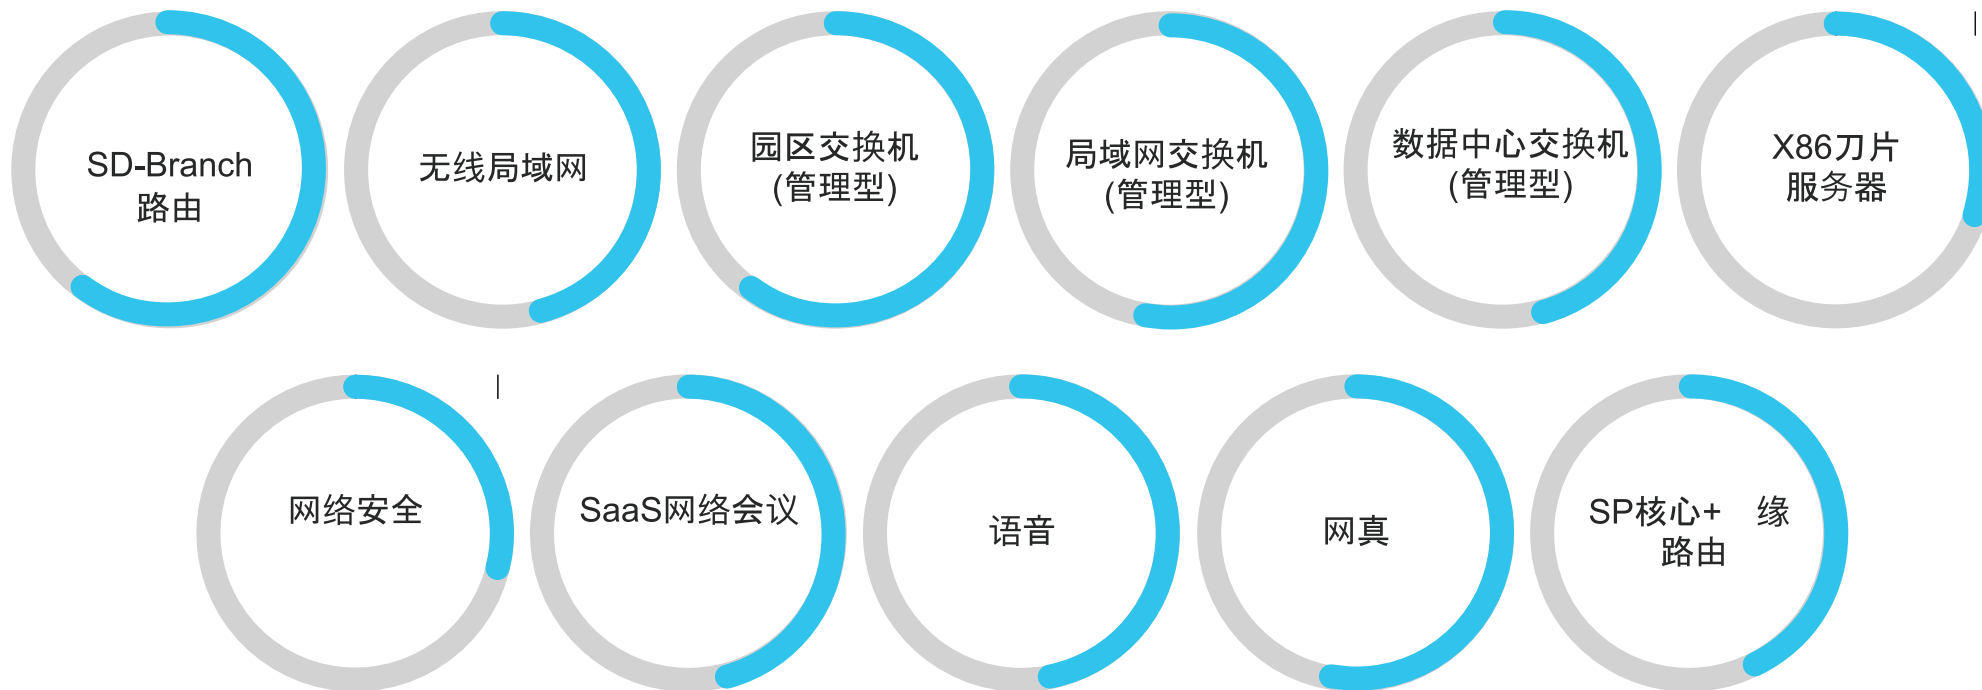 SD-Branch
路由
无线局域网
园区交换机
(管理型)
局域网交换机
(管理型)
数据中心交换机
(管理型)
X86刀片
服务器
网络安全
SaaS网络会议
语音
网真
SP核心+ 缘
路由